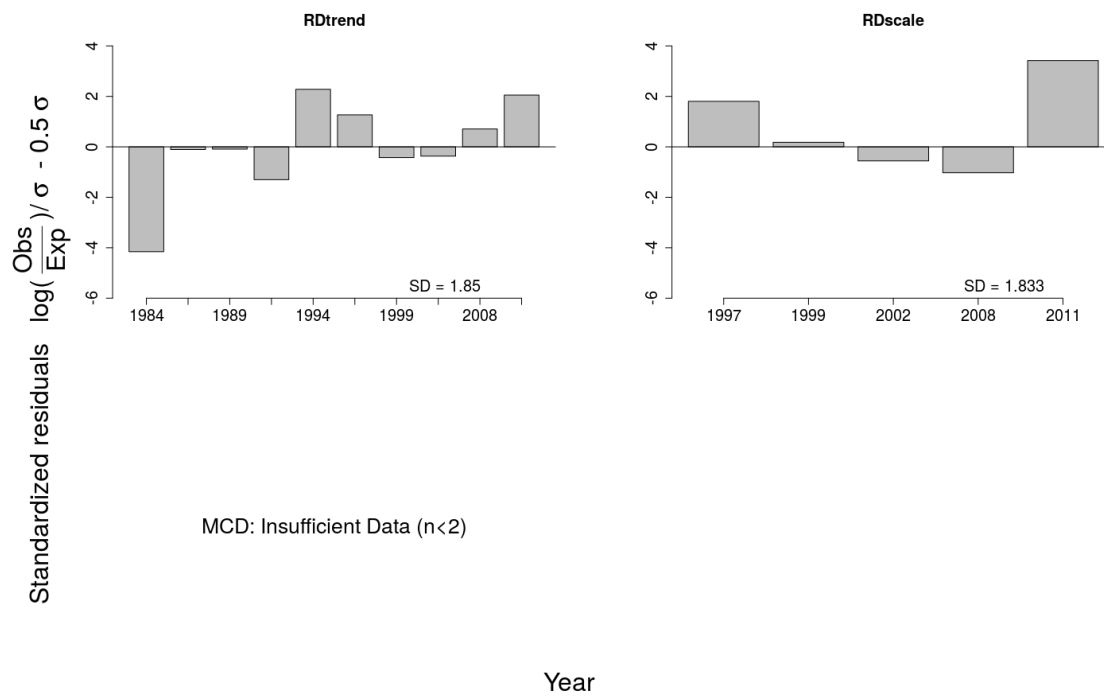 RDtrend
4
2
0
-2
-4
-6
SD = 1.85
1984 1989 1994 1999 2008
RDscale
4
2
0
-2
-4
-6
SD = 1.833
1997 1999 2002 2008 2011
Standardized residuals log(Obs/Exp)/ σ - 0.5 σ
MCD: Insufficient Data (n<2)
Year